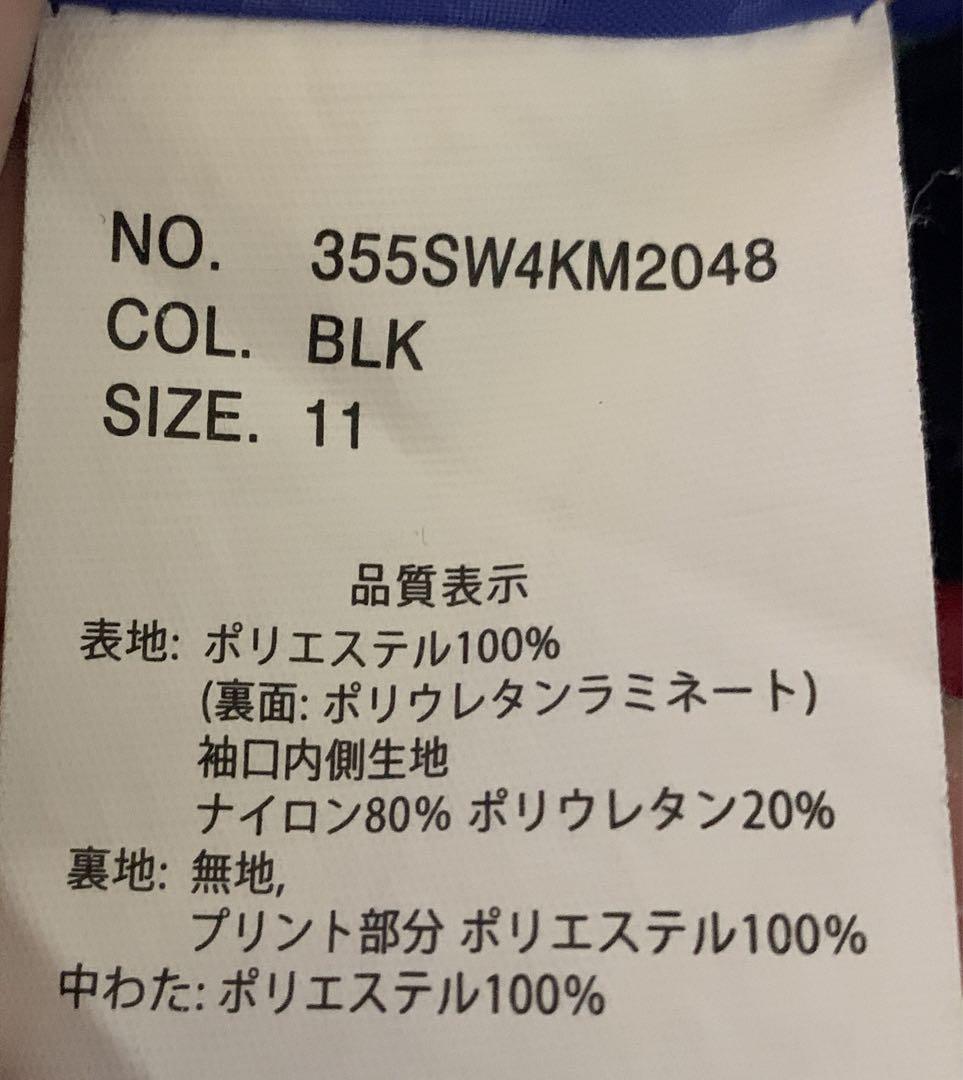 NO. 355SW4KM2048
COL. BLK
SIZE. 11
品質表示
表地: ポリエステル100%
(裏面: ポリウレタンラミネート)
袖口内側生地
ナイロン80% ポリウレタン20%
裏地: 無地,
プリント部分 ポリエステル100%
中わた: ポリエステル100%